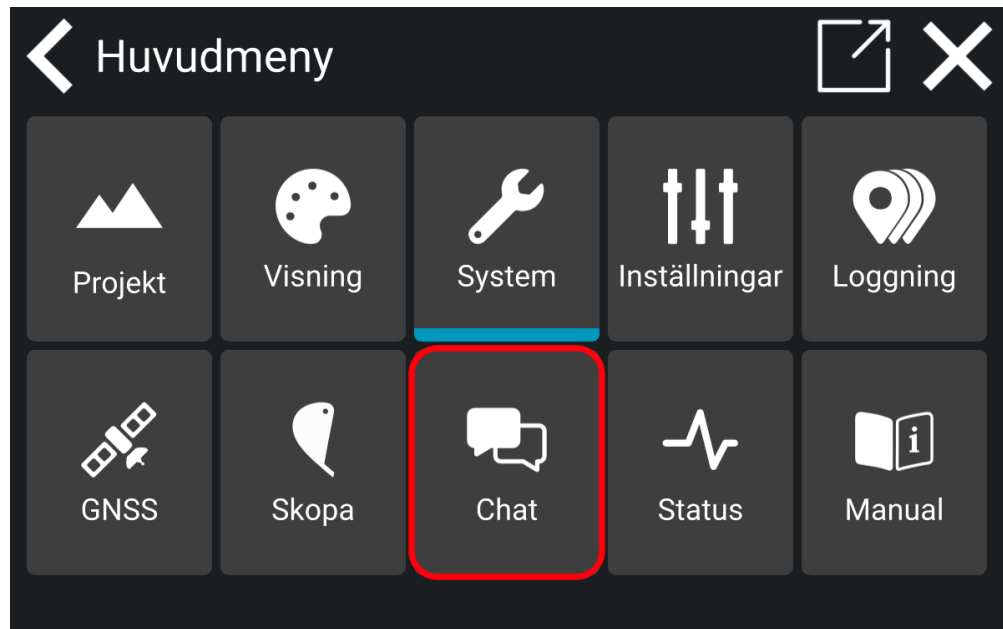 Huvudmeny
Projekt
Visning
System
Inställningar
Loggning
GNSS
Skopa
Chat
Status
i
Manual